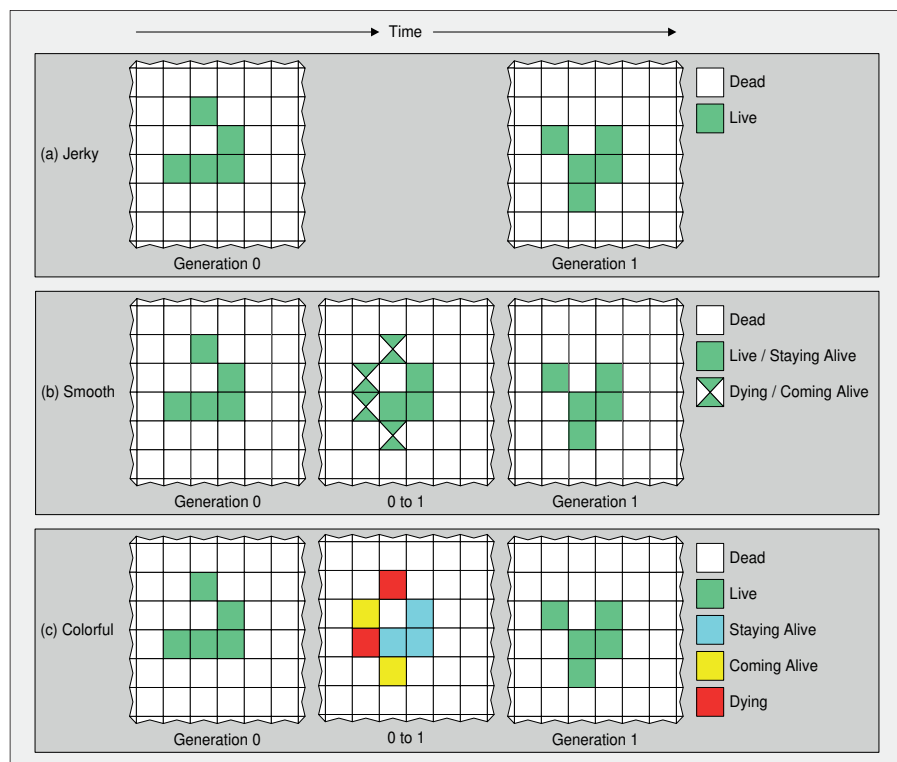 Time
(a) Jerky
Dead
Live
Generation 0
Generation 1
(b) Smooth
Dead
Live / Staying Alive
Dying / Coming Alive
Generation 0
0 to 1
Generation 1
(c) Colorful
Dead
Live
Staying Alive
Coming Alive
Dying
Generation 0
0 to 1
Generation 1